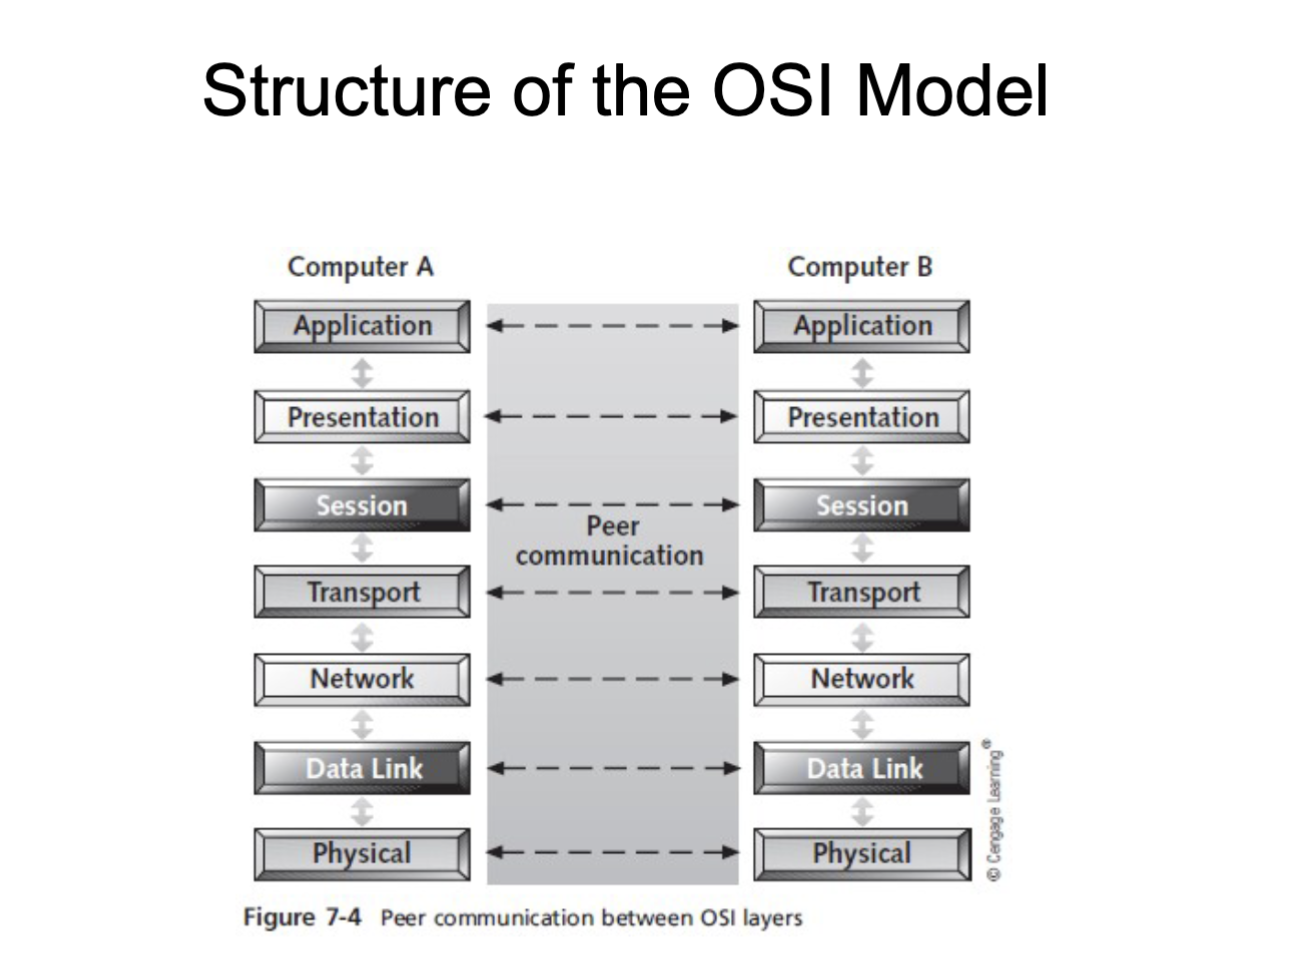 Structure of the OSI Model
Computer A
Computer B
Application
Application
Presentation
Presentation
Session
Session
Peer
communication
Transport
Transport
Network
Network
Data Link
Data Link
Physical
Physical
© Cengage Learning®
Figure 7-4 Peer communication between OSI layers